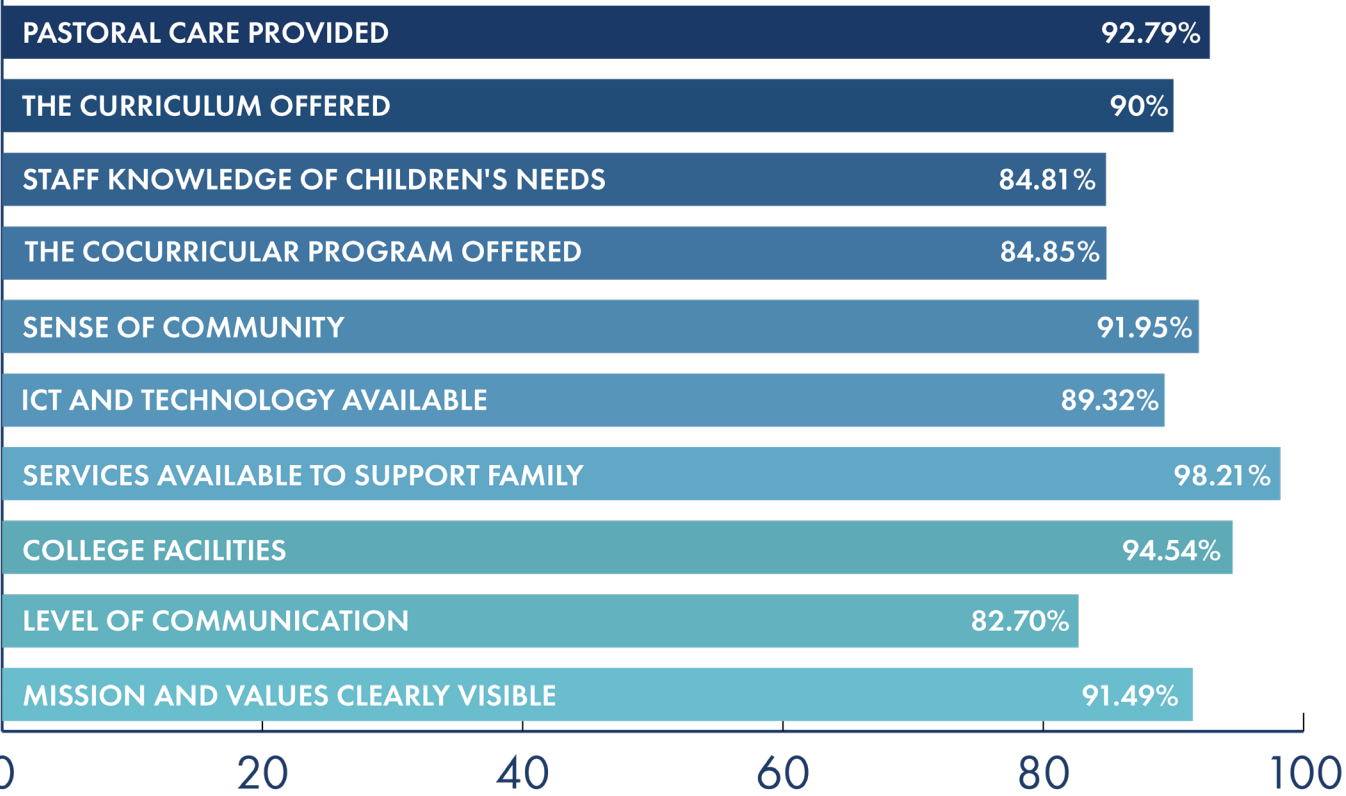 PASTORAL CARE PROVIDED 92.79%
THE CURRICULUM OFFERED 90%
STAFF KNOWLEDGE OF CHILDREN'S NEEDS 84.81%
THE COCURRICULAR PROGRAM OFFERED 84.85%
SENSE OF COMMUNITY 91.95%
ICT AND TECHNOLOGY AVAILABLE 89.32%
SERVICES AVAILABLE TO SUPPORT FAMILY 98.21%
COLLEGE FACILITIES 94.54%
LEVEL OF COMMUNICATION 82.70%
MISSION AND VALUES CLEARLY VISIBLE 91.49%
0 20 40 60 80 100